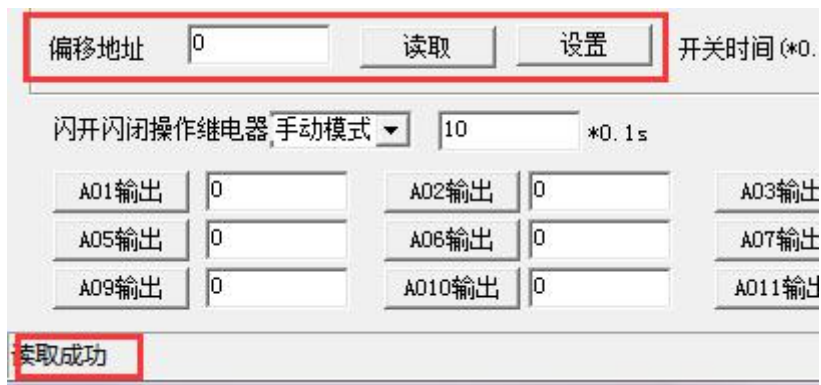 偏移地址 0 读取 设置 开关时间(*0.
闪开闪闭操作继电器 手动模式 10 *0.1s
A01输出 0 A02输出 0 A03输出
A05输出 0 A06输出 0 A07输出
A09输出 0 A010输出 0 A011输出
读取成功